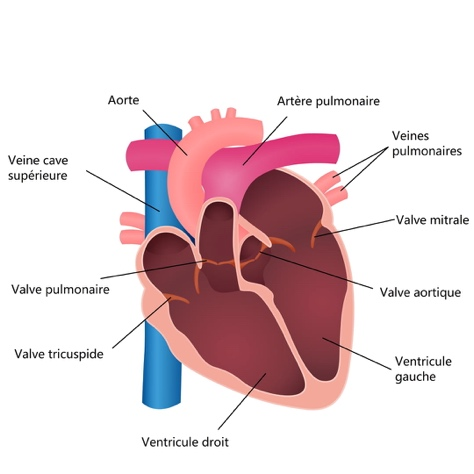 Aorte
Artère pulmonaire
Veines
pulmonaires
Veine cave
supérieure
Valve mitrale
Valve pulmonaire
Valve aortique
Valve tricuspide
Ventricule
gauche
Ventricule droit